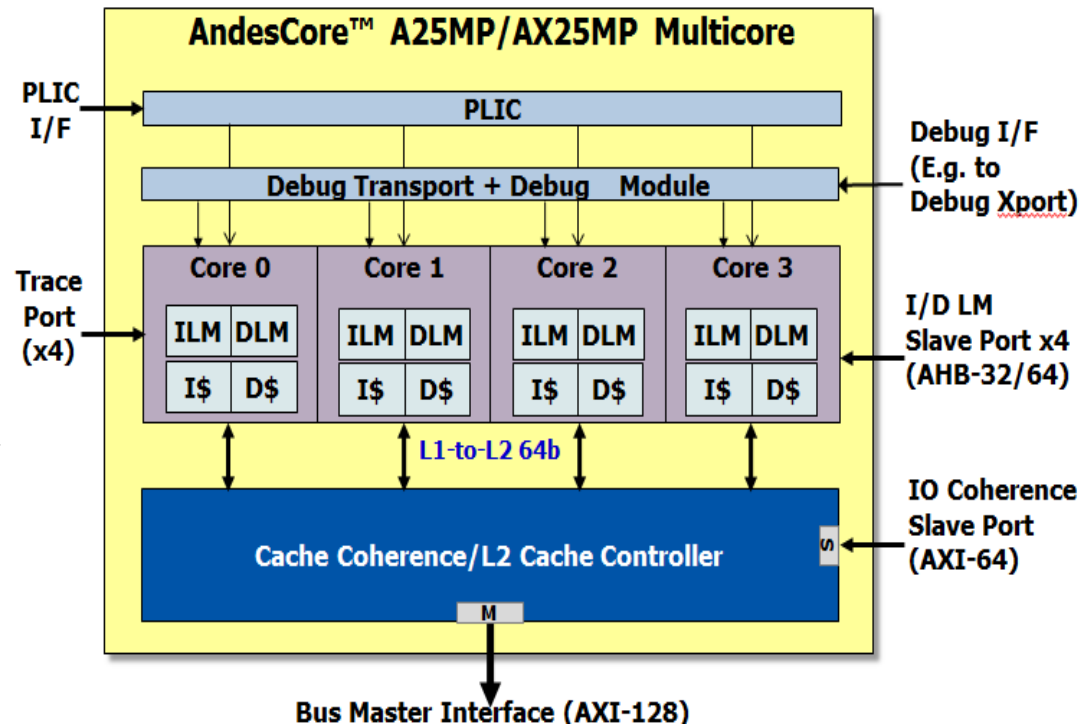 AndesCore™ A25MP/AX25MP Multicore
PLIC
I/F
PLIC
Debug I/F
(E.g. to
Debug Xport)
Debug Transport + Debug Module
Core 0
Core 1
Core 2
Core 3
Trace
Port
(x4)
ILM DLM
ILM DLM
ILM DLM
ILM DLM
I$ D$
I$ D$
I$ D$
I$ D$
I/D LM
Slave Port x4
(AHB-32/64)
L1-to-L2 64b
Cache Coherence/L2 Cache Controller
S
IO Coherence
Slave Port
(AXI-64)
M
Bus Master Interface (AXI-128)